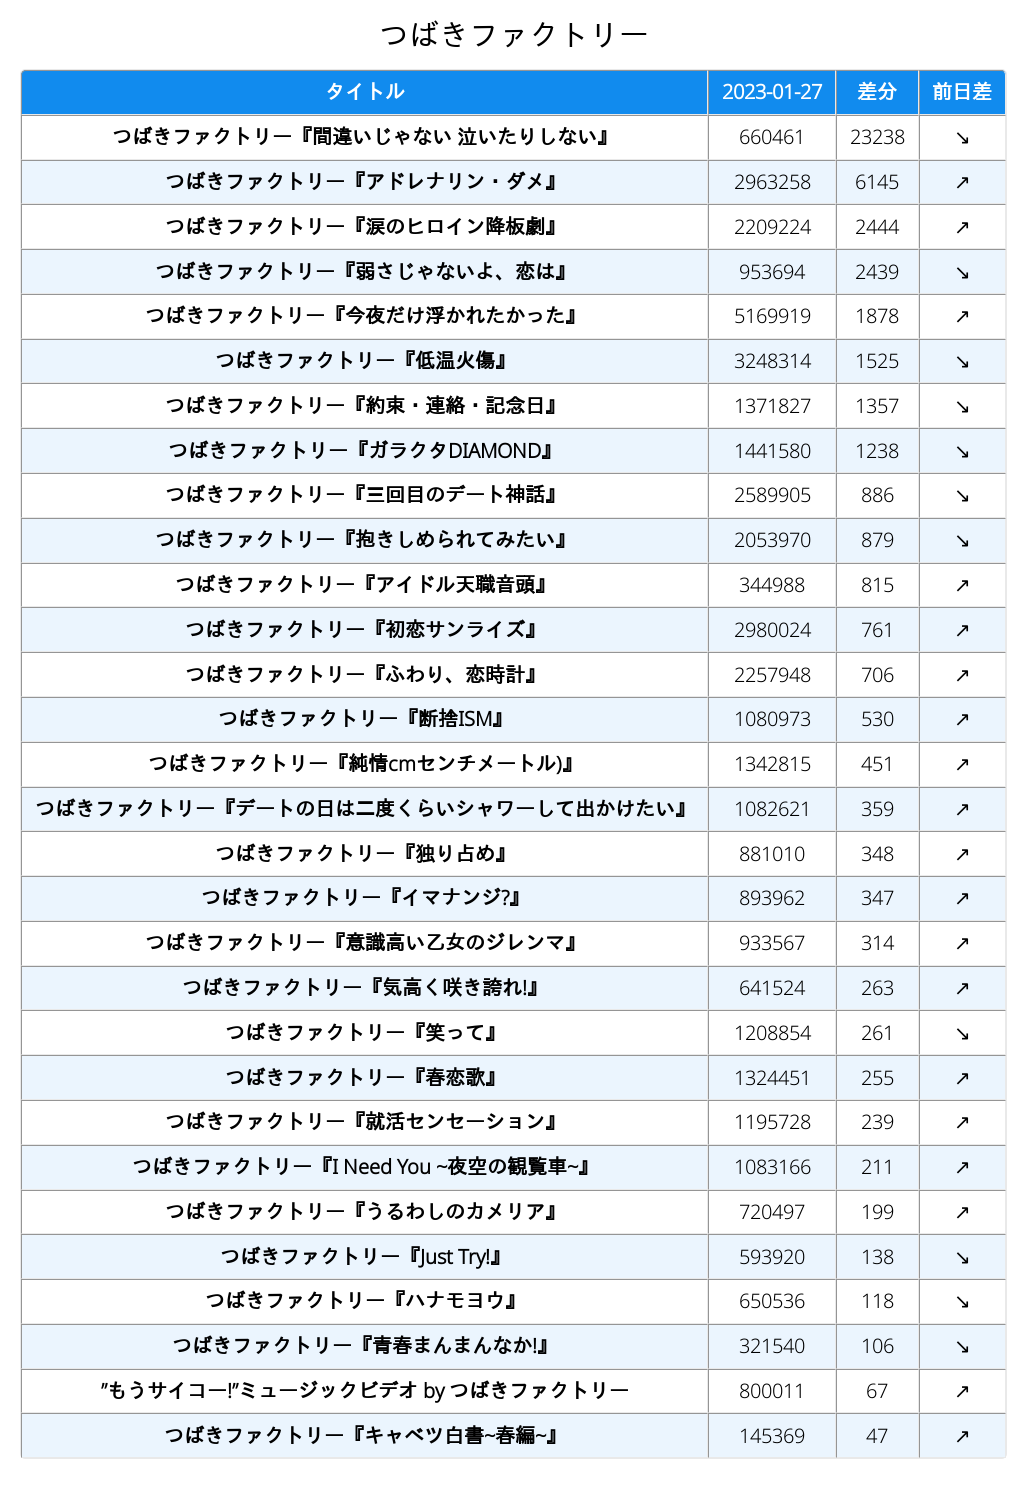 つばきファクトリー
タイトル 2023-01-27 差分 前日差
つばきファクトリー『間違いじゃない 泣いたりしない』 660461 23238 ↘
つばきファクトリー『アドレナリン・ダメ』 2963258 6145 ↗
つばきファクトリー『涙のヒロイン降板劇』 2209224 2444 ↗
つばきファクトリー『弱さじゃないよ、恋は』 953694 2439 ↘
つばきファクトリー『今夜だけ浮かれたかった』 5169919 1878 ↗
つばきファクトリー『低温火傷』 3248314 1525 ↘
つばきファクトリー『約束・連絡・記念日』 1371827 1357 ↘
つばきファクトリー『ガラクタDIAMOND』 1441580 1238 ↘
つばきファクトリー『三回目のデート神話』 2589905 886 ↘
つばきファクトリー『抱きしめられてみたい』 2053970 879 ↘
つばきファクトリー『アイドル天職音頭』 344988 815 ↗
つばきファクトリー『初恋サンライズ』 2980024 761 ↗
つばきファクトリー『ふわり、恋時計』 2257948 706 ↗
つばきファクトリー『断捨ISM』 1080973 530 ↗
つばきファクトリー『純情cmセンチメートル)』 1342815 451 ↗
つばきファクトリー『デートの日は二度くらいシャワーして出かけたい』 1082621 359 ↗
つばきファクトリー『独り占め』 881010 348 ↗
つばきファクトリー『イマナンジ?』 893962 347 ↗
つばきファクトリー『意識高い乙女のジレンマ』 933567 314 ↗
つばきファクトリー『気高く咲き誇れ!』 641524 263 ↗
つばきファクトリー『笑って』 1208854 261 ↘
つばきファクトリー『春恋歌』 1324451 255 ↗
つばきファクトリー『就活センセーション』 1195728 239 ↗
つばきファクトリー『I Need You ~夜空の観覧車~』 1083166 211 ↗
つばきファクトリー『うるわしのカメリア』 720497 199 ↗
つばきファクトリー『Just Try!』 593920 138 ↘
つばきファクトリー『ハナモヨウ』 650536 118 ↘
つばきファクトリー『青春まんまんなか!』 321540 106 ↘
”もうサイコー!”ミュージックビデオ by つばきファクトリー 800011 67 ↗
つばきファクトリー『キャベツ白書~春編~』 145369 47 ↗